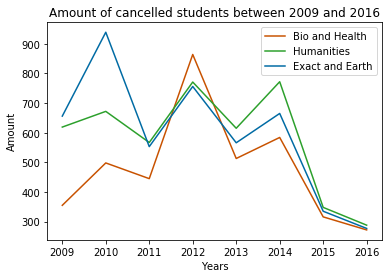 Amount of cancelled students between 2009 and 2016
Bio and Health
Humanities
Exact and Earth
Amount
900
800
700
600
500
400
300
2009 2010 2011 2012 2013 2014 2015 2016
Years